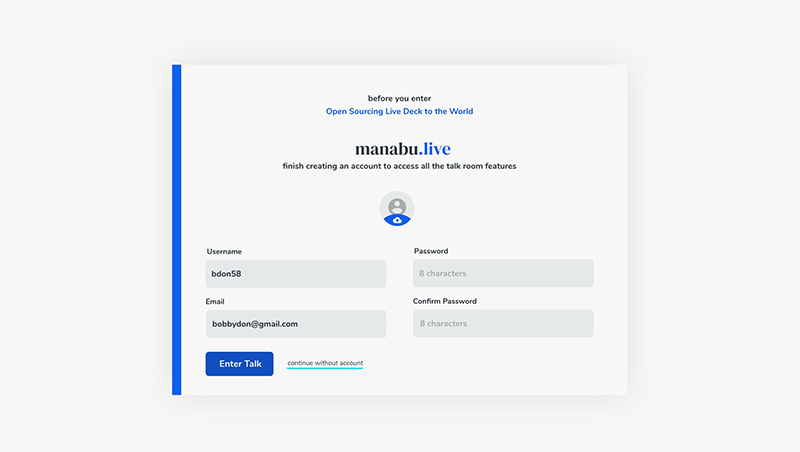 before you enter
Open Sourcing Live Deck to the World
manabu.live
finish creating an account to access all the talk room features
Username
Password
bdon58
8 characters
Email
Confirm Password
bobbydon@gmail.com
8 characters
Enter Talk
continue without account